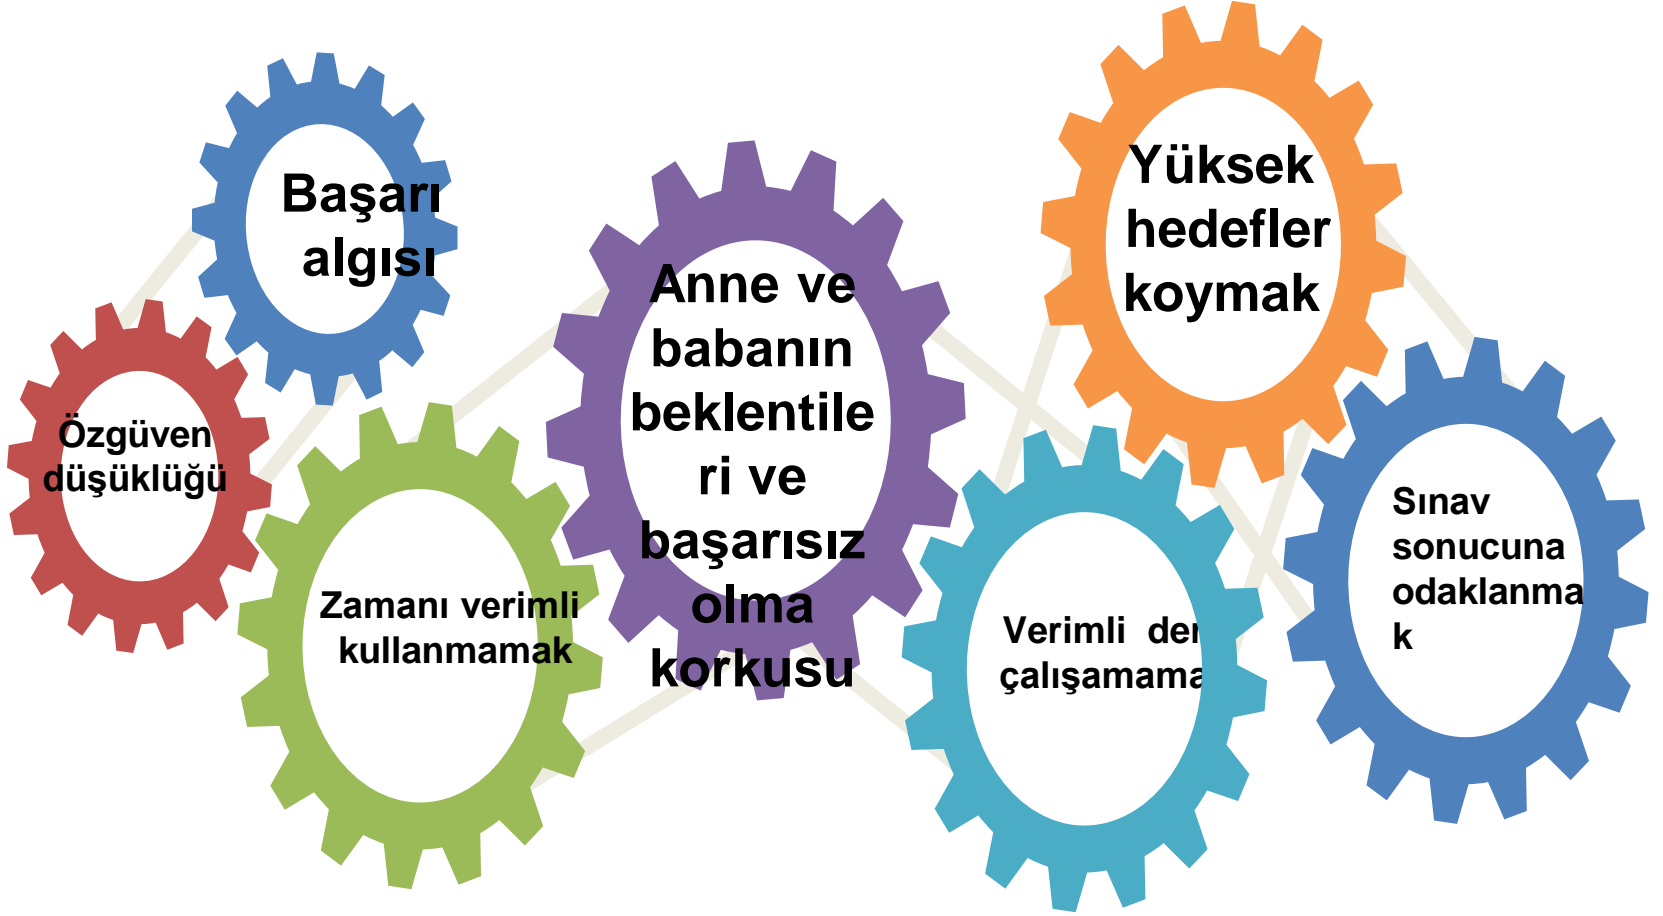 Başarı
algısı
Özgüven
düşüklüğü
Zamanı verimli
kullanmamak
Anne ve
babanın
beklentile
ri ve
başarısız
olma
korkusu
Yüksek
hedefler
koymak
Verimli der
çalışamama
Sınav
sonucuna
odaklanma
k